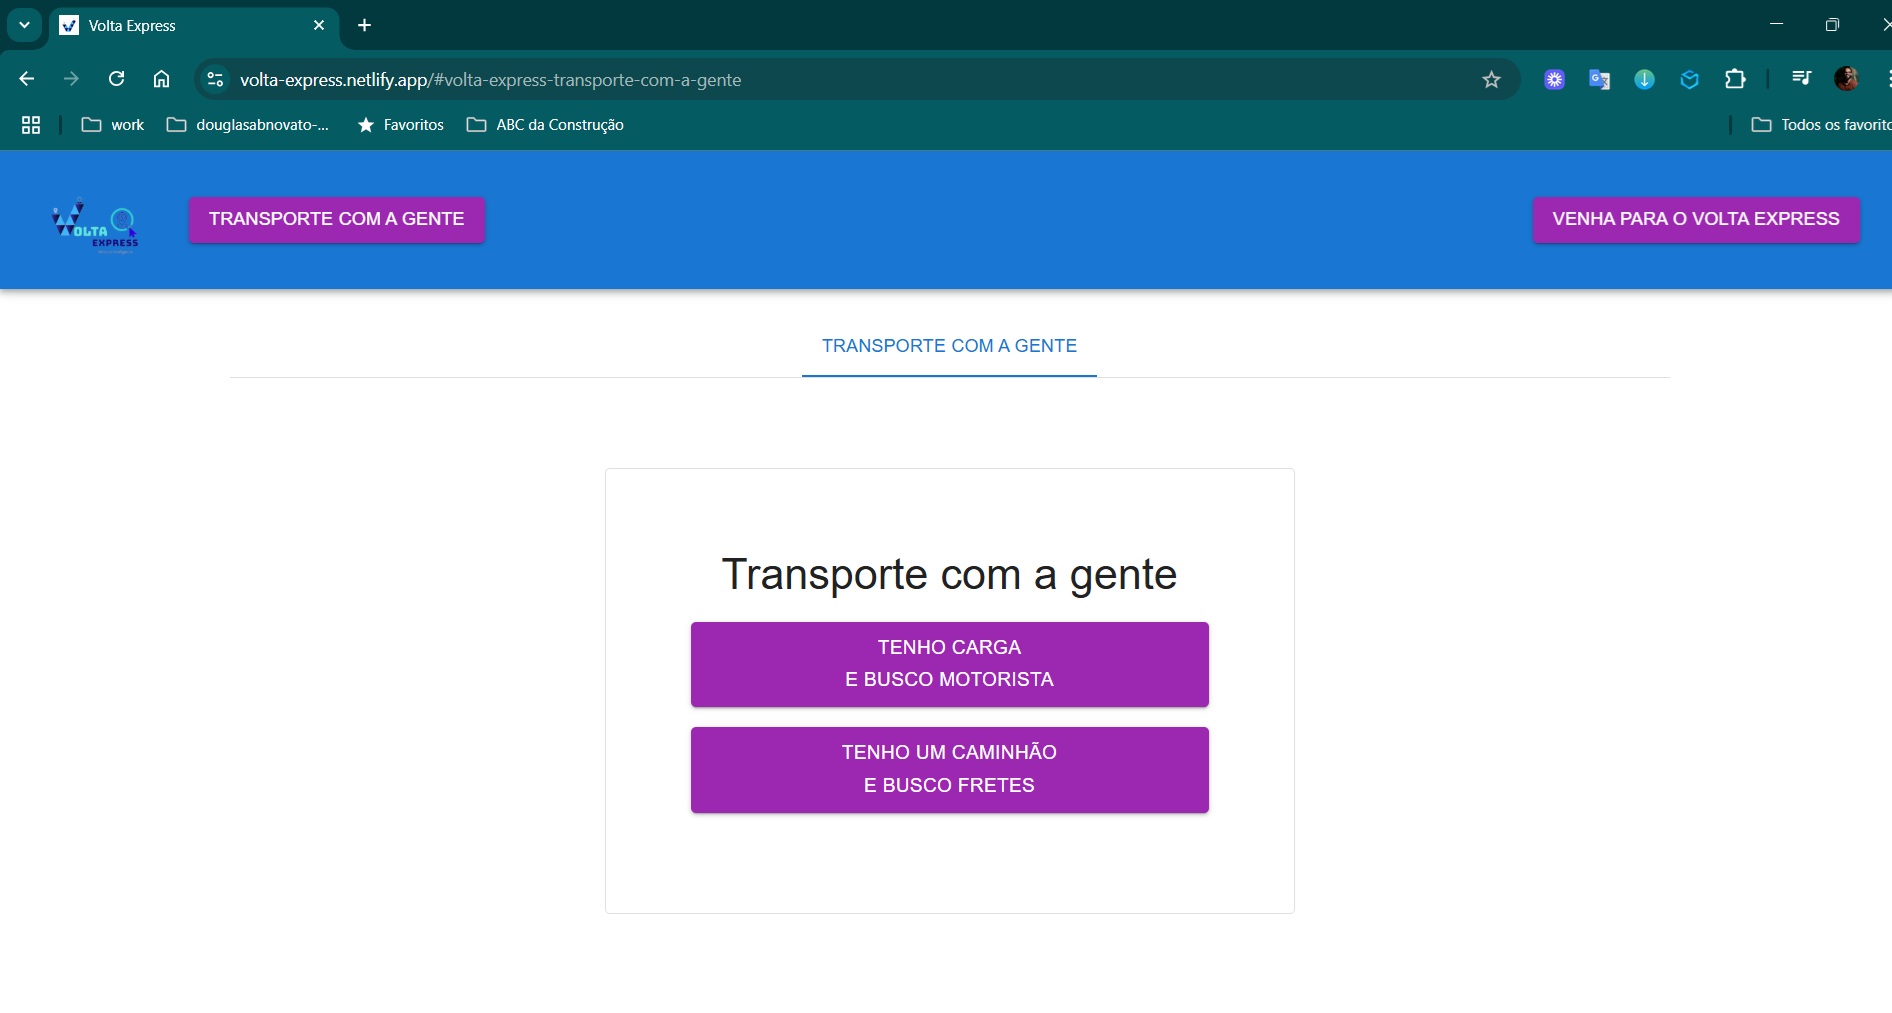 Volta Express
volta-express.netlify.app/#volta-express-transporte-com-a-gente
work
douglasabnovato-...
Favoritos
ABC da Construção
Todos os favorito
VOLTA
EXPRESS
TRANSPORTE COM A GENTE
VENHA PARA O VOLTA EXPRESS
TRANSPORTE COM A GENTE
Transporte com a gente
TENHO CARGA
E BUSCO MOTORISTA
TENHO UM CAMINHÃO
E BUSCO FRETES